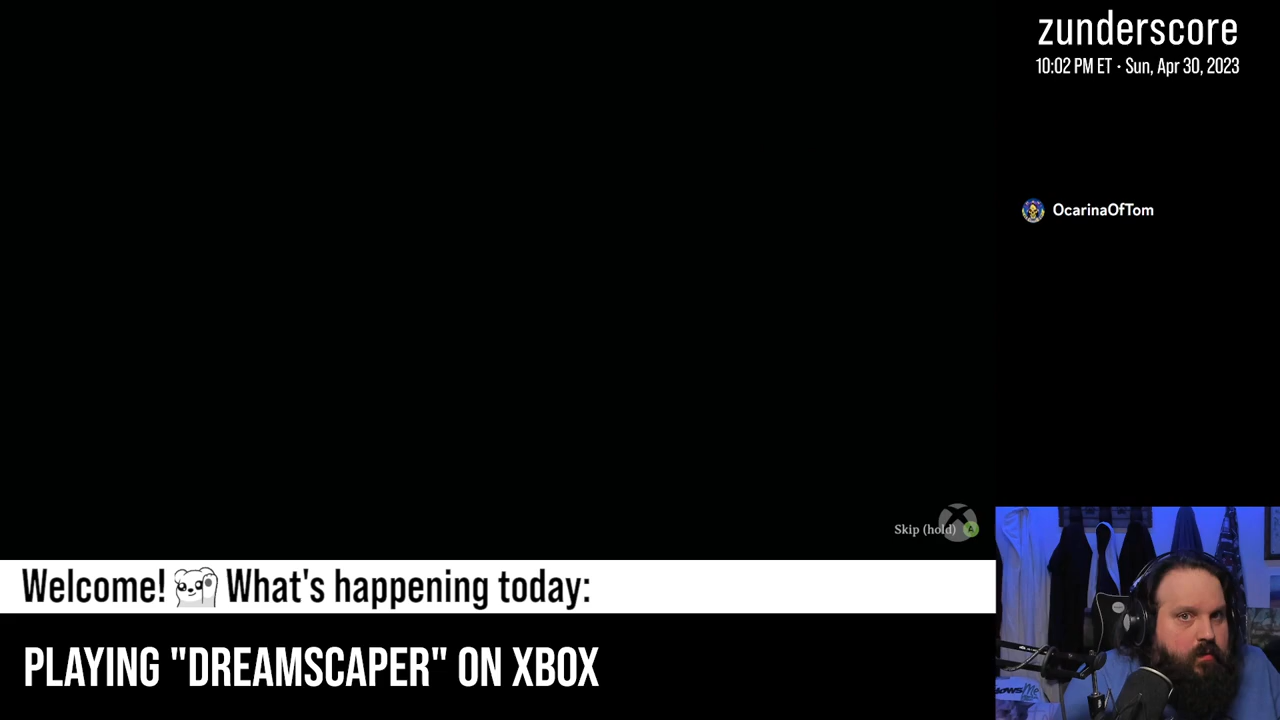 zunderscore
10:02 PM ET · Sun, Apr 30, 2023
OcarinaOfTom
Skip (hold) A
Welcome! What's happening today:
PLAYING "DREAMSCAPER" ON XBOX